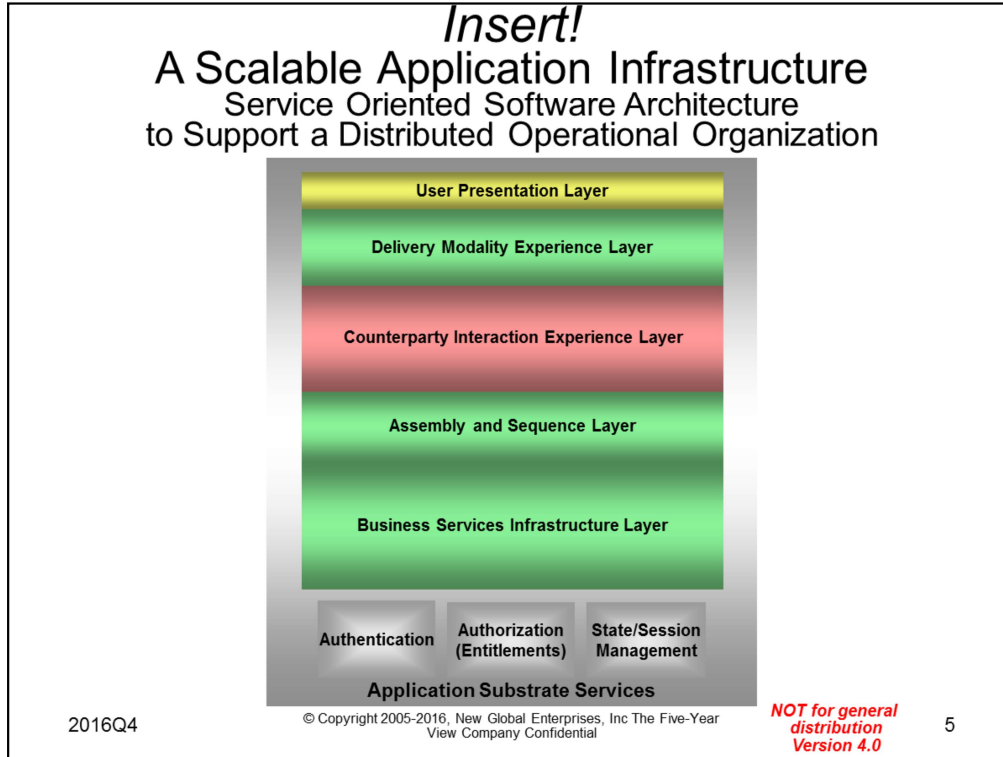 Insert!
A Scalable Application Infrastructure
Service Oriented Software Architecture
to Support a Distributed Operational Organization
User Presentation Layer
Delivery Modality Experience Layer
Counterparty Interaction Experience Layer
Assembly and Sequence Layer
Business Services Infrastructure Layer
Authentication
Authorization
(Entitlements)
State/Session
Management
Application Substrate Services
2016Q4
© Copyright 2005-2016, New Global Enterprises, Inc The Five-Year
View Company Confidential
NOT for general
distribution
Version 4.0
5